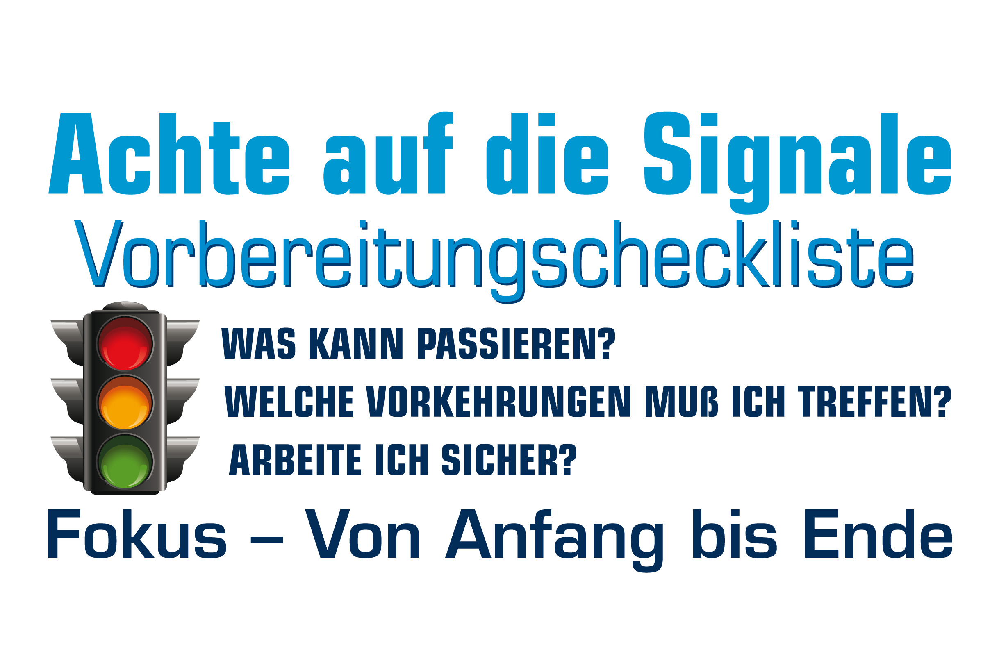 Achte auf die Signale
Vorbereitungscheckliste
WAS KANN PASSIEREN?
WELCHE VORKEHRUNGEN MUß ICH TREFFEN?
ARBEITE ICH SICHER?
Fokus – Von Anfang bis Ende